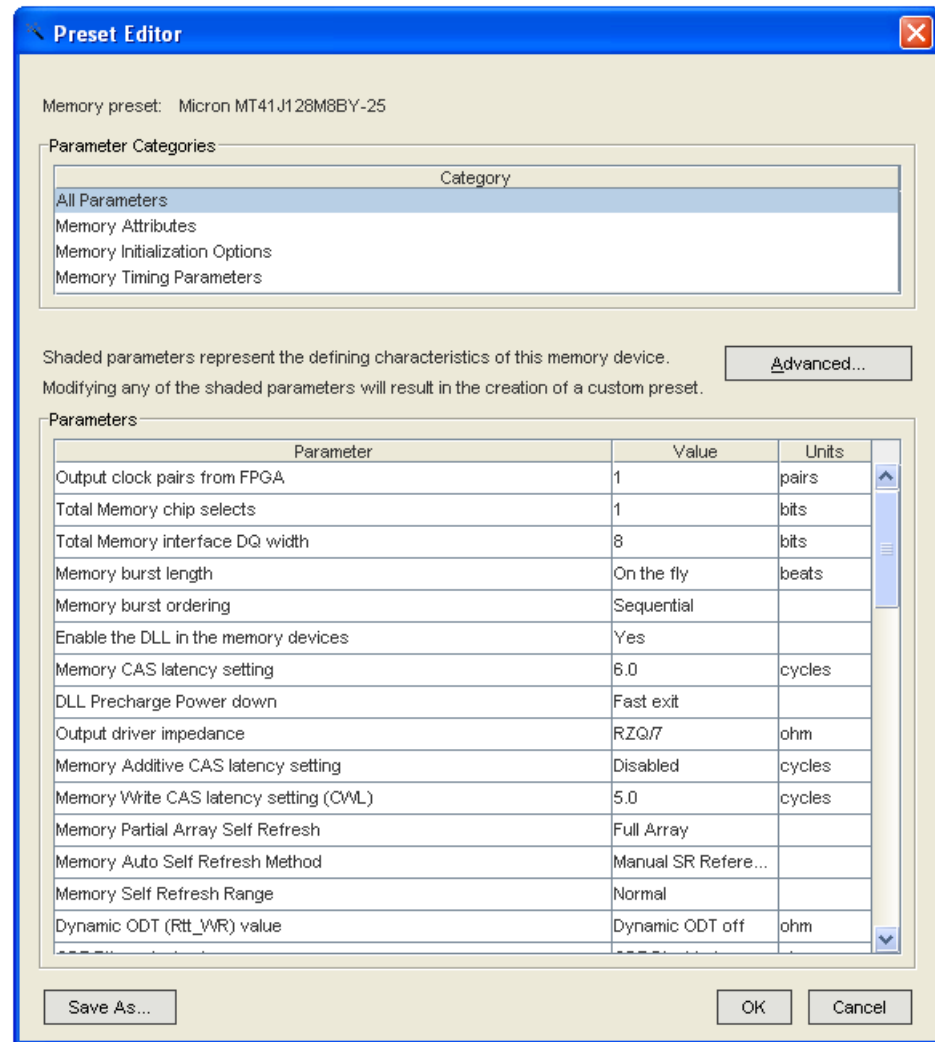 Preset Editor
Memory preset: Micron MT41J128M8BY-25
Parameter Categories
Category
All Parameters
Memory Attributes
Memory Initialization Options
Memory Timing Parameters
Shaded parameters represent the defining characteristics of this memory device.
Advanced...
Modifying any of the shaded parameters will result in the creation of a custom preset.
Parameters
Parameter Value Units
Output clock pairs from FPGA 1 pairs
Total Memory chip selects 1 bits
Total Memory interface DQ width 8 bits
Memory burst length On the fly beats
Memory burst ordering Sequential
Enable the DLL in the memory devices Yes
Memory CAS latency setting 6.0 cycles
DLL Precharge Power down Fast exit
Output driver impedance RZQ/7 ohm
Memory Additive CAS latency setting Disabled cycles
Memory Write CAS latency setting (CWL) 5.0 cycles
Memory Partial Array Self Refresh Full Array
Memory Auto Self Refresh Method Manual SR Refere...
Memory Self Refresh Range Normal
Dynamic ODT (Rtt_WR) value Dynamic ODT off ohm
Save As... OK Cancel